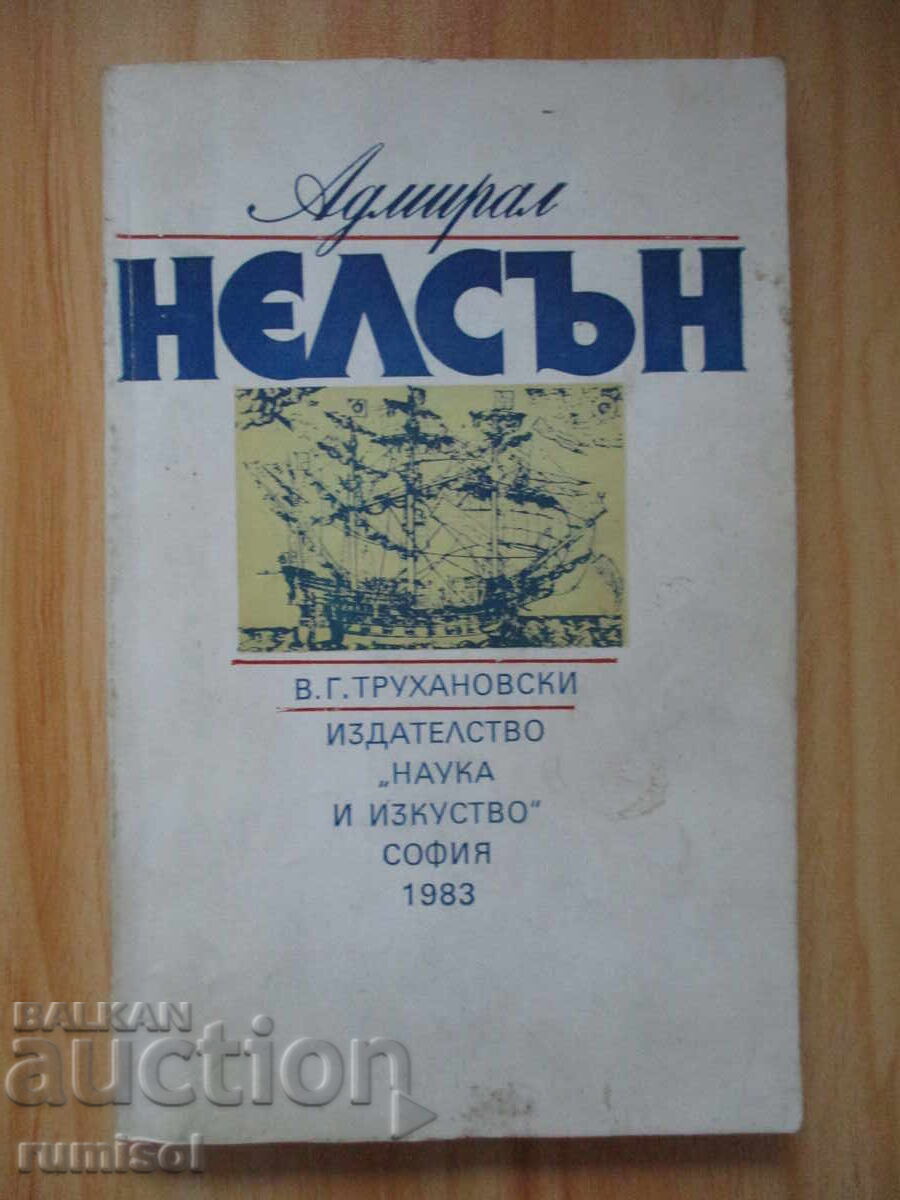 Адмирал
НЕЛСЪН
В.Г.ТРУХАНОВСКИ
ИЗДАТЕЛСТВО
„НАУКА
И ИЗКУСТВО“
СОФИЯ
1983
BALKAN
auction
rumisol